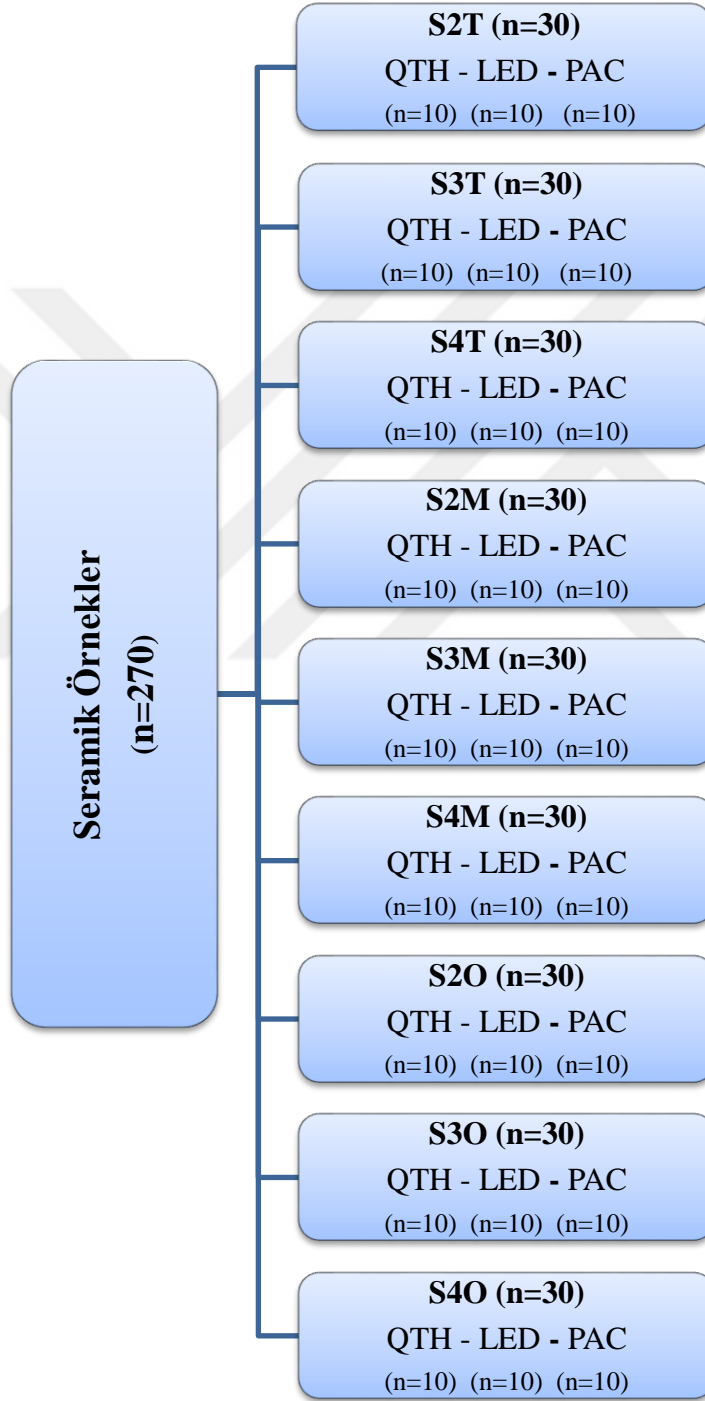 Seramik Örnekler
(n=270)
S2T (n=30)
QTH - LED - PAC
(n=10) (n=10) (n=10)
S3T (n=30)
QTH - LED - PAC
(n=10) (n=10) (n=10)
S4T (n=30)
QTH - LED - PAC
(n=10) (n=10) (n=10)
S2M (n=30)
QTH - LED - PAC
(n=10) (n=10) (n=10)
S3M (n=30)
QTH - LED - PAC
(n=10) (n=10) (n=10)
S4M (n=30)
QTH - LED - PAC
(n=10) (n=10) (n=10)
S2O (n=30)
QTH - LED - PAC
(n=10) (n=10) (n=10)
S3O (n=30)
QTH - LED - PAC
(n=10) (n=10) (n=10)
S4O (n=30)
QTH - LED - PAC
(n=10) (n=10) (n=10)